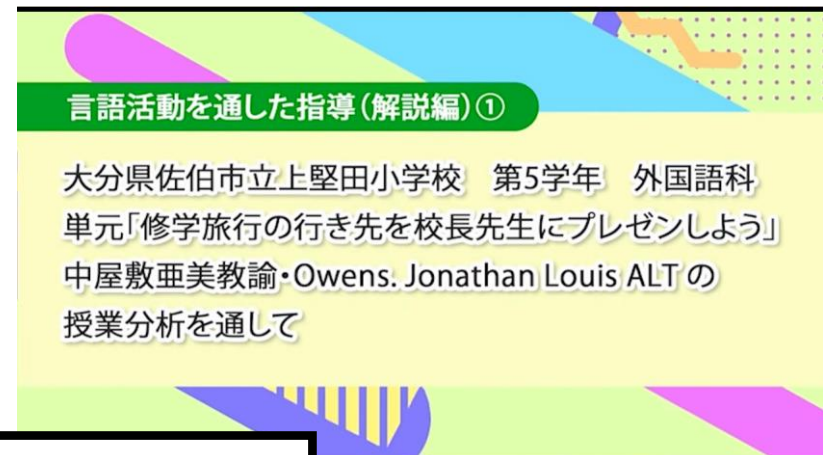 言語活動を通した指導（解説編）①
大分県佐伯市立上堅田小学校　第5学年　外国語科
単元「修学旅行の行き先を校長先生にプレゼンしよう」
中屋敷亜美教諭・Owens. Jonathan Louis ALT の
授業分析を通して